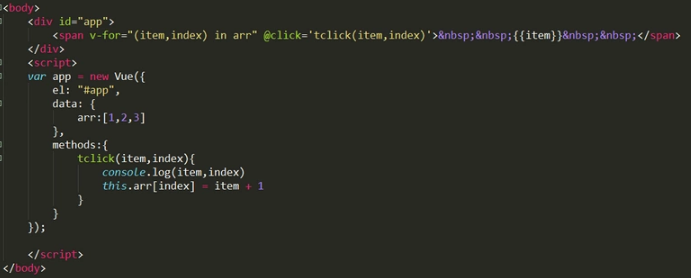 <body>
    <div id="app">
        <span v-for="(item,index) in arr" @click='tclick(item,index)'>&nbsp;&nbsp;{{item}}&nbsp;&nbsp;</span>
    </div>
    <script>
    var app = new Vue({
        el: "#app",
        data: {
            arr:[1,2,3]
        },
        methods:{
            tclick(item,index){
                console.log(item,index)
                this.arr[index] = item + 1
            }
        }
    });

    </script>
</body>